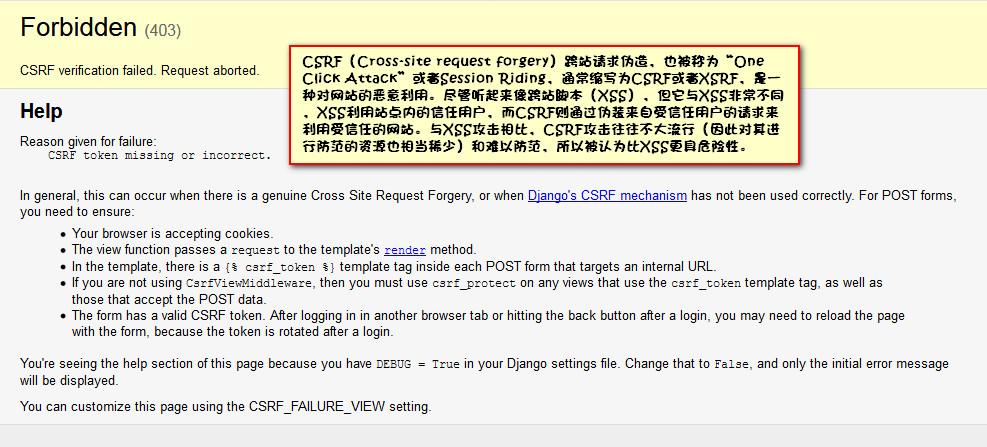 Forbidden (403)
CSRF verification failed. Request aborted.
CSRF（Cross-site request forgery）跨站请求伪造，也被称为“One
Click Attack”或者Session Riding，通常缩写为CSRF或者XSRF，是一
种对网站的恶意利用。尽管听起来像跨站脚本（XSS），但它与XSS非常不同
，XSS利用站点内的信任用户，而CSRF则通过伪装来自受信任用户的请求来
利用受信任的网站。与XSS攻击相比，CSRF攻击往往不大流行（因此对其进
行防范的资源也相当稀少）和难以防范，所以被认为比XSS更具危险性。
Help
Reason given for failure:
CSRF token missing or incorrect.
In general, this can occur when there is a genuine Cross Site Request Forgery, or when Django's CSRF mechanism has not been used correctly. For POST forms,
you need to ensure:
• Your browser is accepting cookies.
• The view function passes a request to the template's render method.
• In the template, there is a {% csrf_token %} template tag inside each POST form that targets an internal URL.
• If you are not using CsrfViewMiddleware, then you must use csrf_protect on any views that use the csrf_token template tag, as well as
those that accept the POST data.
• The form has a valid CSRF token. After logging in in another browser tab or hitting the back button after a login, you may need to reload the page
with the form, because the token is rotated after a login.
You're seeing the help section of this page because you have DEBUG = True in your Django settings file. Change that to False, and only the initial error message
will be displayed.
You can customize this page using the CSRF_FAILURE_VIEW setting.